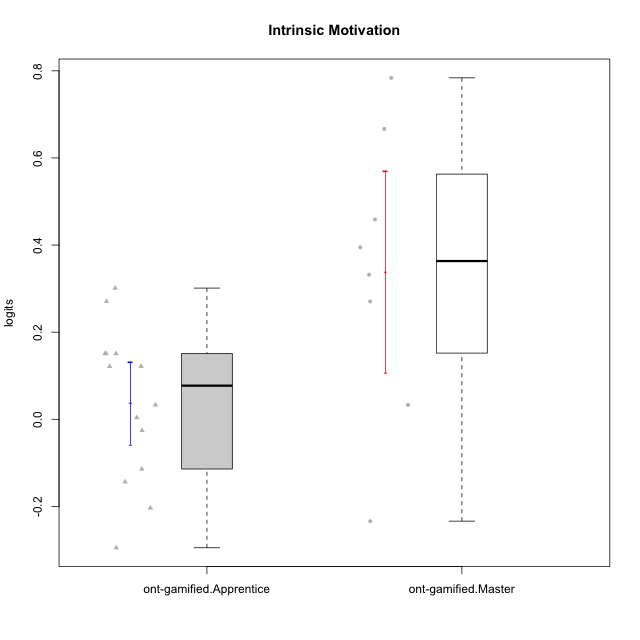 Intrinsic Motivation
logits
0.8
0.6
0.4
0.2
0.0
-0.2
ont-gamified.Apprentice
ont-gamified.Master